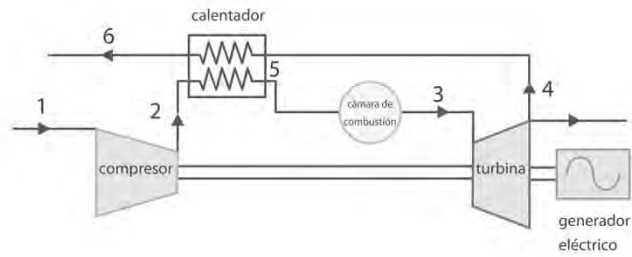 calentador
6
5
1
2
cámara de
combustión
3
4
compresor
turbina
generador
eléctrico